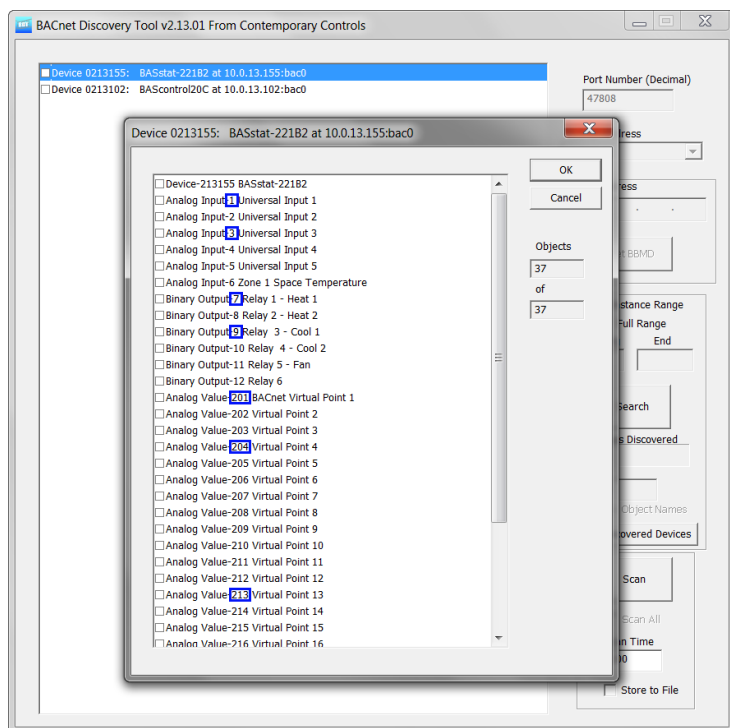 BACnet Discovery Tool v2.13.01 From Contemporary Controls
Device 0213155: BASstat-221B2 at 10.0.13.155:bac0
Device 0213102: BAScontrol20C at 10.0.13.102:bac0
Port Number (Decimal)
47808
Device 0213155: BASstat-221B2 at 10.0.13.155:bac0
OK
Cancel
Objects
37
of
37
Device-213155 BASstat-221B2
Analog Input-1 Universal Input 1
Analog Input-2 Universal Input 2
Analog Input-3 Universal Input 3
Analog Input-4 Universal Input 4
Analog Input-5 Universal Input 5
Analog Input-6 Zone 1 Space Temperature
Binary Output-7 Relay 1 - Heat 1
Binary Output-8 Relay 2 - Heat 2
Binary Output-9 Relay 3 - Cool 1
Binary Output-10 Relay 4 - Cool 2
Binary Output-11 Relay 5 - Fan
Binary Output-12 Relay 6
Analog Value-201 BACnet Virtual Point 1
Analog Value-202 Virtual Point 2
Analog Value-203 Virtual Point 3
Analog Value-204 Virtual Point 4
Analog Value-205 Virtual Point 5
Analog Value-206 Virtual Point 6
Analog Value-207 Virtual Point 7
Analog Value-208 Virtual Point 8
Analog Value-209 Virtual Point 9
Analog Value-210 Virtual Point 10
Analog Value-211 Virtual Point 11
Analog Value-212 Virtual Point 12
Analog Value-213 Virtual Point 13
Analog Value-214 Virtual Point 14
Analog Value-215 Virtual Point 15
Analog Value-216 Virtual Point 16
BBMD
Range
Full Range
End
Search
Discovered
Object Names
Devices
Scan
Scan All
Time
Store to File